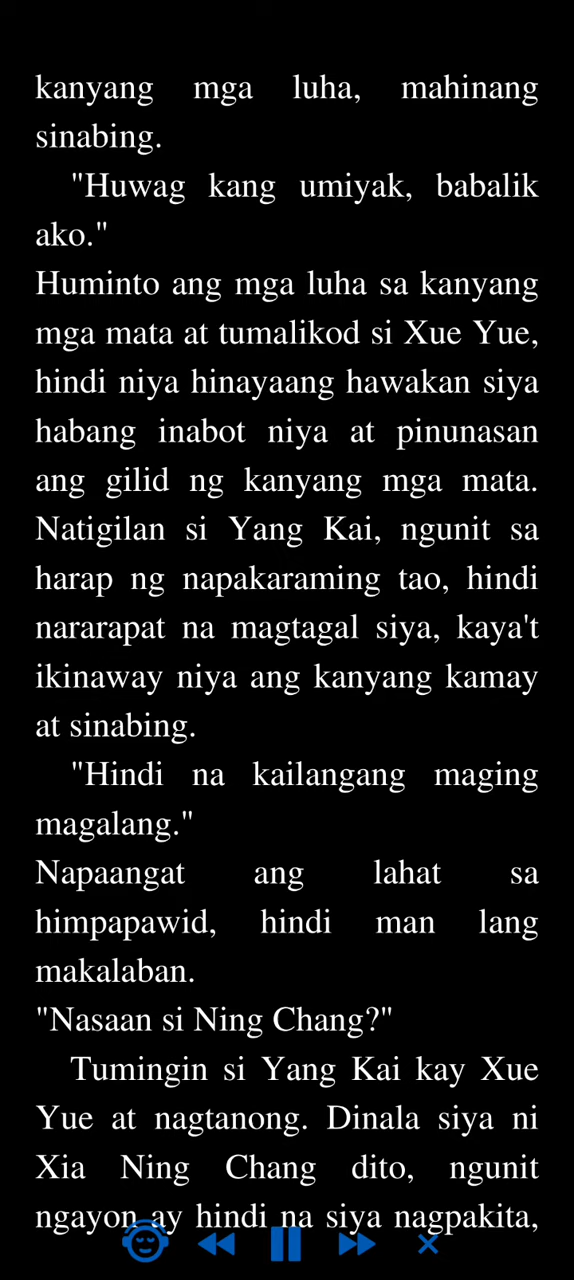 kanyang mga luha, mahinang
sinabing.
"Huwag kang umiyak, babalik
ako."
Huminto ang mga luha sa kanyang
mga mata at tumalikod si Xue Yue,
hindi niya hinayaang hawakan siya
habang inabot niya at pinunasan
ang gilid ng kanyang mga mata.
Natigilan si Yang Kai, ngunit sa
harap ng napakaraming tao, hindi
nararapat na magtagal siya, kaya't
ikinaway niya ang kanyang kamay
at sinabing.
"Hindi na kailangang maging
magalang."
Napaangat ang lahat sa
himpapawid, hindi man lang
makalaban.
"Nasaan si Ning Chang?"
Tumingin si Yang Kai kay Xue
Yue at nagtanong. Dinala siya ni
Xia Ning Chang dito, ngunit
ngayon ay hindi na siya nagpakita,